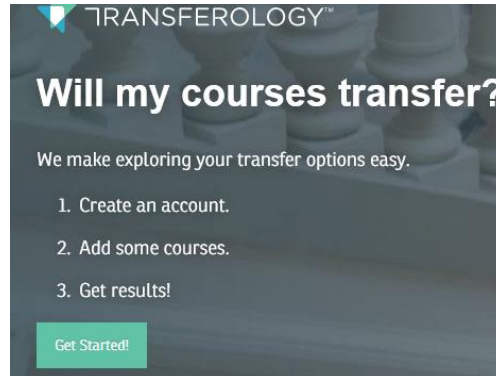 TRANSFEROLOGY™
Will my courses transfer?
We make exploring your transfer options easy.
1. Create an account.
2. Add some courses.
3. Get results!
Get Started!